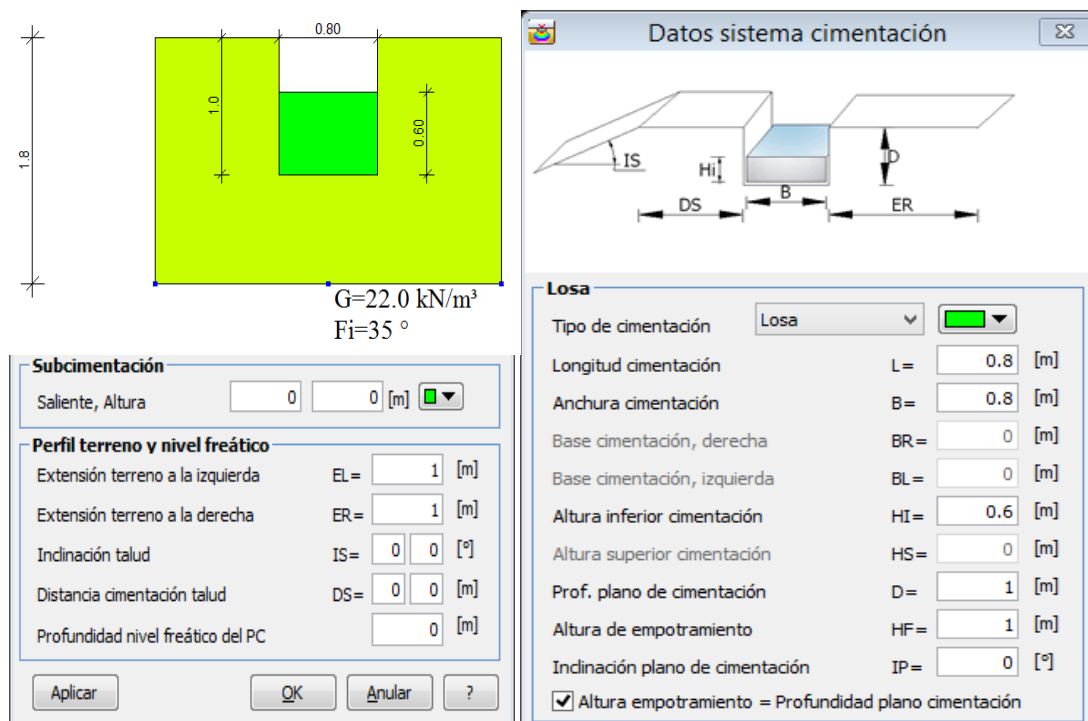 0.80
1.0
0.60
1.8
G=22.0 kN/m³
Fi=35 °
Subcimentación
Saliente, Altura 0 0 [m]
Perfil terreno y nivel freático
Extensión terreno a la izquierda EL= 1 [m]
Extensión terreno a la derecha ER= 1 [m]
Inclinación talud IS= 0 0 [°]
Distancia cimentación talud DS= 0 0 [m]
Profundidad nivel freático del PC 0 [m]
Aplicar OK Anular ?
Datos sistema cimentación
IS
Hi
D
DS
B
ER
Losa
Tipo de cimentación Losa
Longitud cimentación L= 0.8 [m]
Anchura cimentación B= 0.8 [m]
Base cimentación, derecha BR= 0 [m]
Base cimentación, izquierda BL= 0 [m]
Altura inferior cimentación HI= 0.6 [m]
Altura superior cimentación HS= 0 [m]
Prof. plano de cimentación D= 1 [m]
Altura de empotramiento HF= 1 [m]
Inclinación plano de cimentación IP= 0 [°]
Altura empotramiento = Profundidad plano cimentación